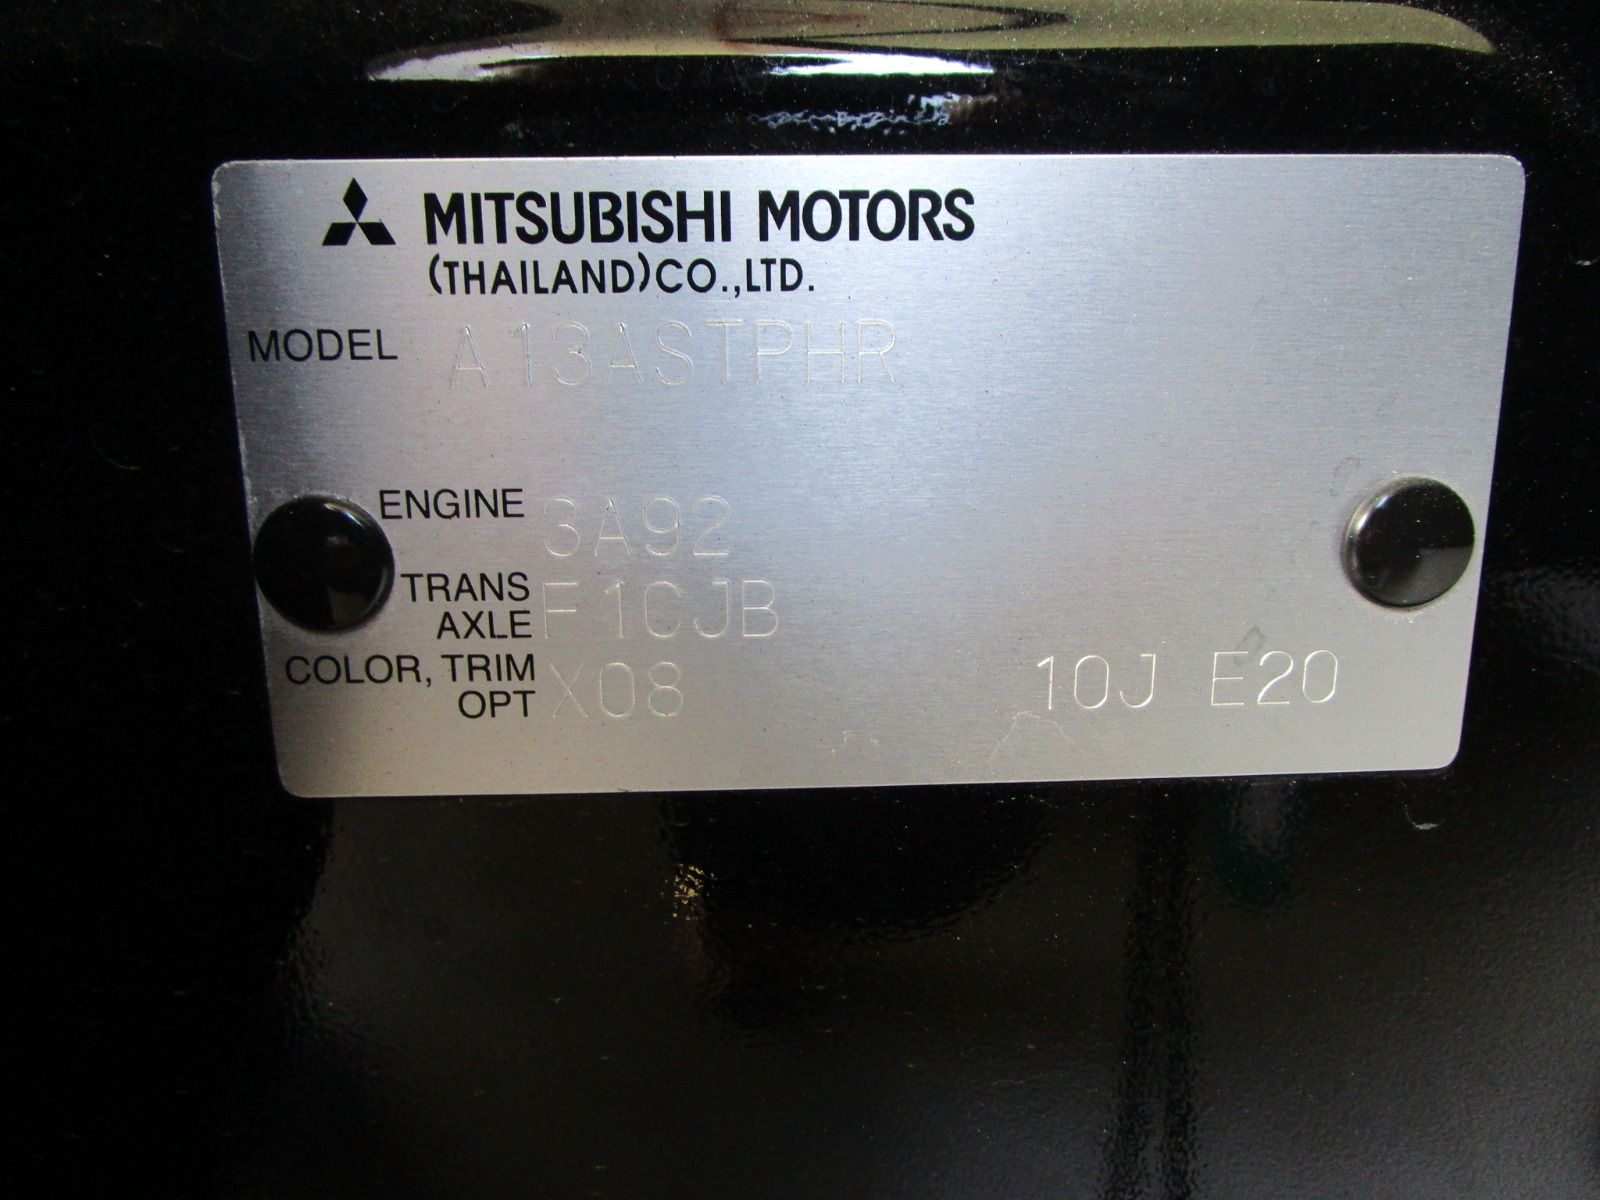 MITSUBISHI MOTORS
(THAILAND)CO.,LTD.
MODEL A13ASTPHR
ENGINE 3A92
TRANS AXLE F1CJB
COLOR, TRIM OPT X08 10J E20